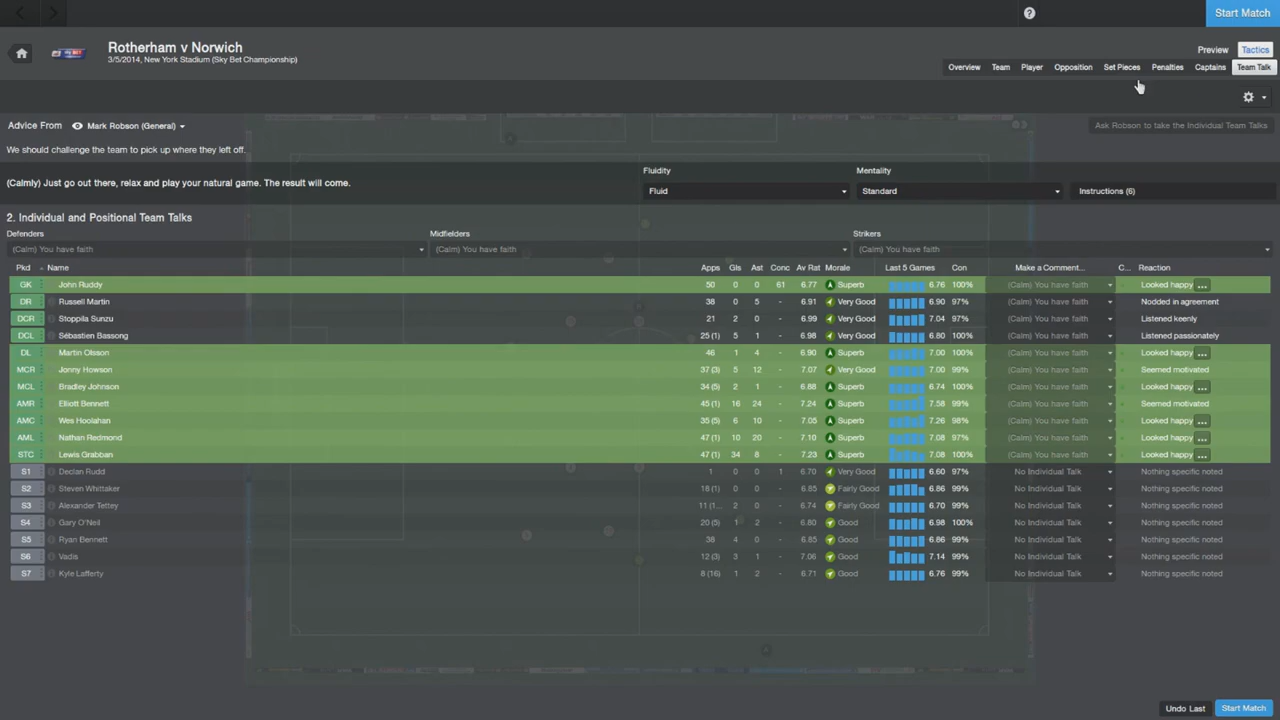 Start Match
Rotherham v Norwich
3/5/2014, New York Stadium (Sky Bet Championship)
Preview Tactics
Overview Team Player Opposition Set Pieces Penalties Captains Team Talk
Advice From Mark Robson (General) Ask Robson to take the Individual Team Talks
We should challenge the team to pick up where they left off.
Fluidity Mentality
(Calmly) Just go out there, relax and play your natural game. The result will come. Fluid Standard Instructions (6)
2. Individual and Positional Team Talks
Defenders Midfielders Strikers
(Calm) You have faith (Calm) You have faith (Calm) You have faith
Pkd Name Apps Gls Ast Conc Av Rat Morale Last 5 Games Con Make a Comment... C... Reaction
GK John Ruddy 50 0 0 61 6.77 Superb 6.76 100% (Calm) You have faith Looked happy ...
DR Russell Martin 38 0 5 - 6.91 Very Good 6.90 97% (Calm) You have faith Nodded in agreement
DCR Stoppila Sunzu 21 2 0 - 6.99 Very Good 7.04 97% (Calm) You have faith Listened keenly
DCL Sébastien Bassong 25 (1) 5 1 - 6.98 Very Good 6.80 100% (Calm) You have faith Listened passionately
DL Martin Olsson 46 1 4 - 6.90 Superb 7.00 100% (Calm) You have faith Looked happy ...
MCR Jonny Howson 37 (3) 5 12 - 7.07 Very Good 7.00 99% (Calm) You have faith Seemed motivated
MCL Bradley Johnson 34 (5) 2 1 - 6.88 Superb 6.74 100% (Calm) You have faith Looked happy ...
AMR Elliott Bennett 45 (1) 16 24 - 7.24 Superb 7.58 99% (Calm) You have faith Seemed motivated
AMC Wes Hoolahan 35 (5) 6 10 - 7.05 Superb 7.26 98% (Calm) You have faith Looked happy ...
AML Nathan Redmond 47 (1) 10 20 - 7.10 Superb 7.08 97% (Calm) You have faith Looked happy ...
STC Lewis Grabban 47 (1) 34 8 - 7.23 Superb 7.08 100% (Calm) You have faith Looked happy ...
S1 Declan Rudd 1 0 0 1 6.70 Very Good 6.60 97% No Individual Talk Nothing specific noted
S2 Steven Whittaker 18 (1) 0 0 - 6.85 Fairly Good 6.86 99% No Individual Talk Nothing specific noted
S3 Alexander Tettey 11 (1... 2 0 - 6.74 Fairly Good 6.70 99% No Individual Talk Nothing specific noted
S4 Gary O'Neil 20 (5) 1 2 - 6.80 Good 6.98 100% No Individual Talk Nothing specific noted
S5 Ryan Bennett 36 4 0 - 6.85 Good 6.86 99% No Individual Talk Nothing specific noted
S6 Vadis 12 (3) 3 1 - 7.06 Good 7.14 99% No Individual Talk Nothing specific noted
S7 Kyle Lafferty 8 (16) 1 2 - 6.71 Good 6.76 99% No Individual Talk Nothing specific noted
Undo Last Start Match